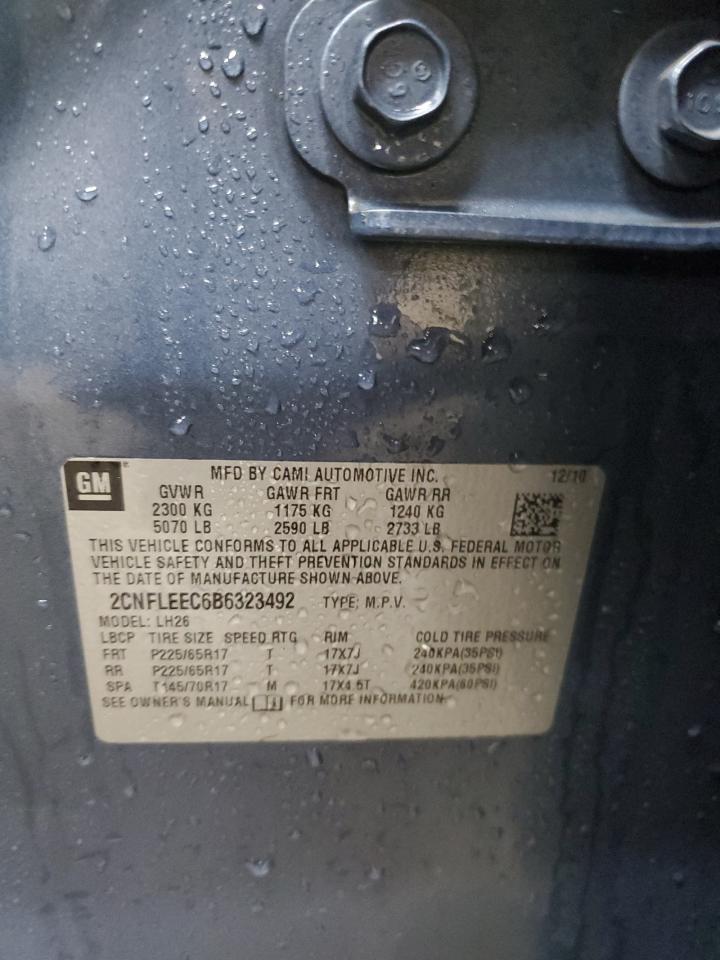 GM ® MFD BY CAMI AUTOMOTIVE INC. 12/10
GVWR GAWR FRT GAWR RR
2300 KG 1175 KG 1240 KG
5070 LB 2590 LB 2733 LB
THIS VEHICLE CONFORMS TO ALL APPLICABLE U.S. FEDERAL MOTOR
VEHICLE SAFETY AND THEFT PREVENTION STANDARDS IN EFFECT ON
THE DATE OF MANUFACTURE SHOWN ABOVE.
2CNFLEEC6B6323492 TYPE: M.P.V.
MODEL: LH26
LBCP TIRE SIZE SPEED RTG RIM COLD TIRE PRESSURE
FRT P225/65R17 T 17X7J 240KPA(35PSI)
RR P225/65R17 T 17X7J 240KPA(35PSI)
SPA T145/70R17 M 17X4.5T 420KPA(60PSI)
SEE OWNER'S MANUAL FOR MORE INFORMATION